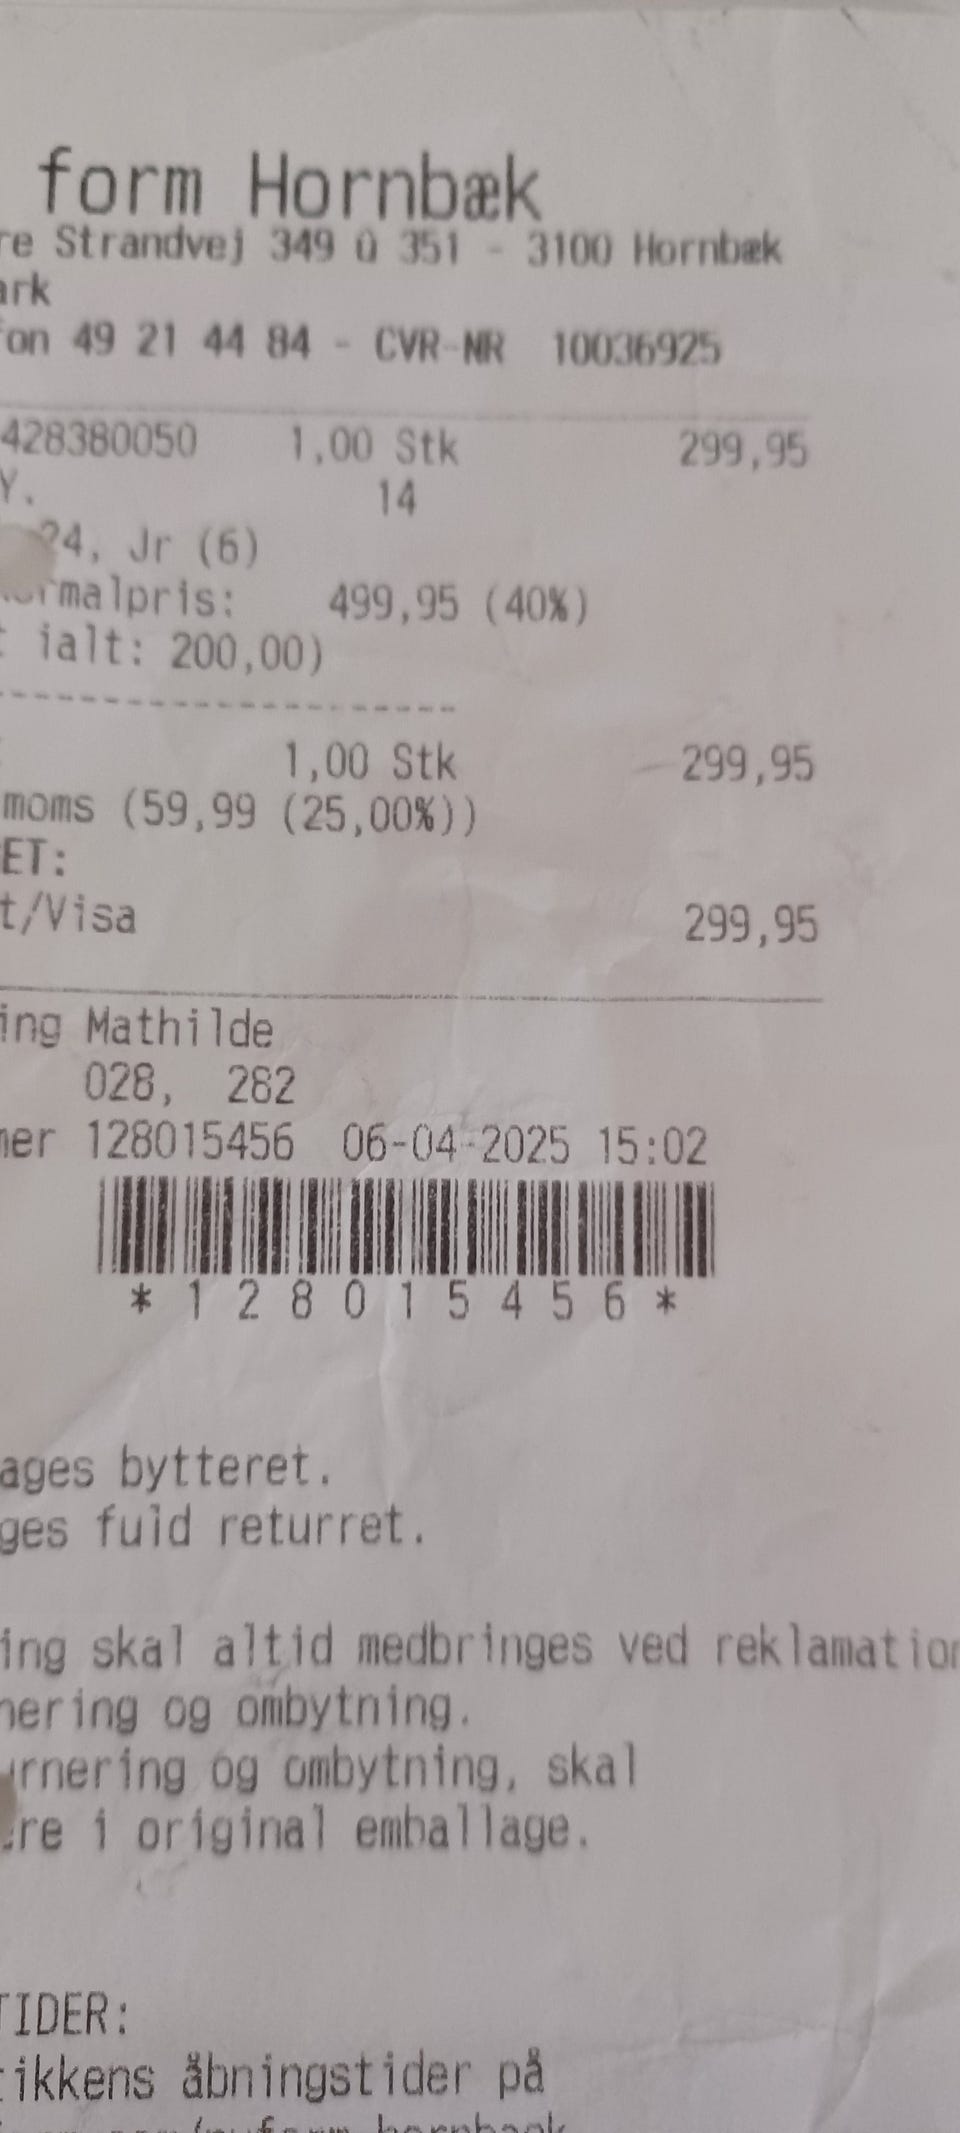 form Hornbæk
re Strandvej 349 û 351 - 3100 Hornbæk
ark
fon 49 21 44 84 - CVR-NR 10036925
428380050 1,00 Stk 299,95
Y. 14
24, Jr (6)
ormalpris: 499,95 (40%)
t ialt: 200,00)
1,00 Stk 299,95
moms (59,99 (25,00%))
ET:
t/Visa 299,95
ing Mathilde
028, 282
mer 128015456 06-04-2025 15:02
*128015456*
ages bytteret.
ges fuld returret.
ing skal altid medbringes ved reklamation
nering og ombytning.
urnering og ombytning, skal
ære i original emballage.
TIDER:
tikkens åbningstider på